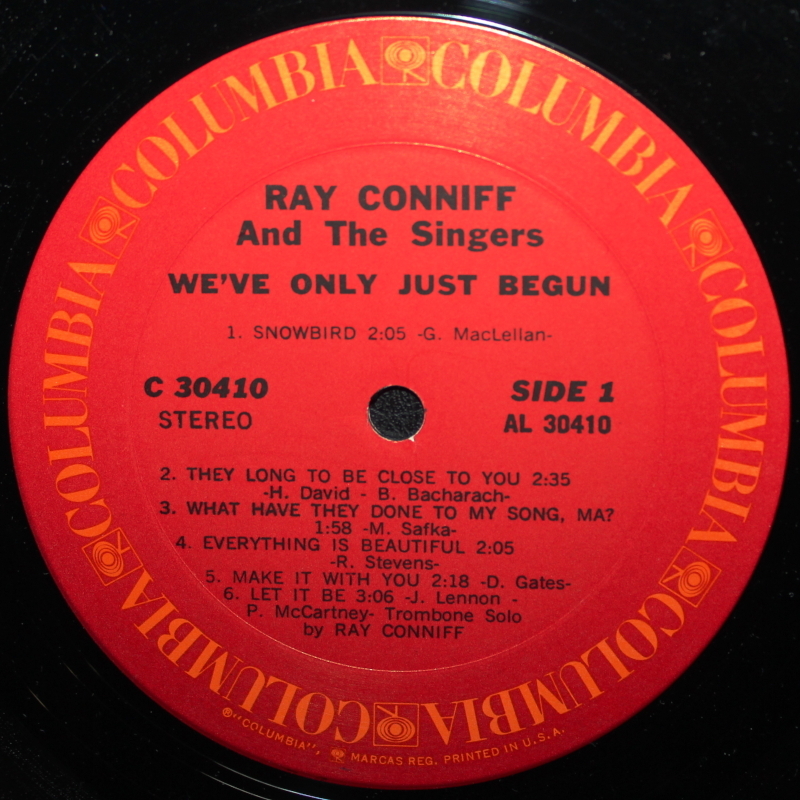 COLUMBIA COLUMBIA COLUMBIA COLUMBIA COLUMBIA COLUMBIA
RAY CONNIFF
And The Singers
WE'VE ONLY JUST BEGUN
1. SNOWBIRD 2:05 -G. MacLellan-
C 30410 SIDE 1
STEREO AL 30410
2. THEY LONG TO BE CLOSE TO YOU 2:35
-H. David - B. Bacharach-
3. WHAT HAVE THEY DONE TO MY SONG, MA?
1:58 -M. Safka-
4. EVERYTHING IS BEAUTIFUL 2:05
-R. Stevens-
5. MAKE IT WITH YOU 2:18 -D. Gates-
6. LET IT BE 3:06 -J. Lennon -
P. McCartney- Trombone Solo
by RAY CONNIFF
®"COLUMBIA", MARCAS REG. PRINTED IN U.S.A.